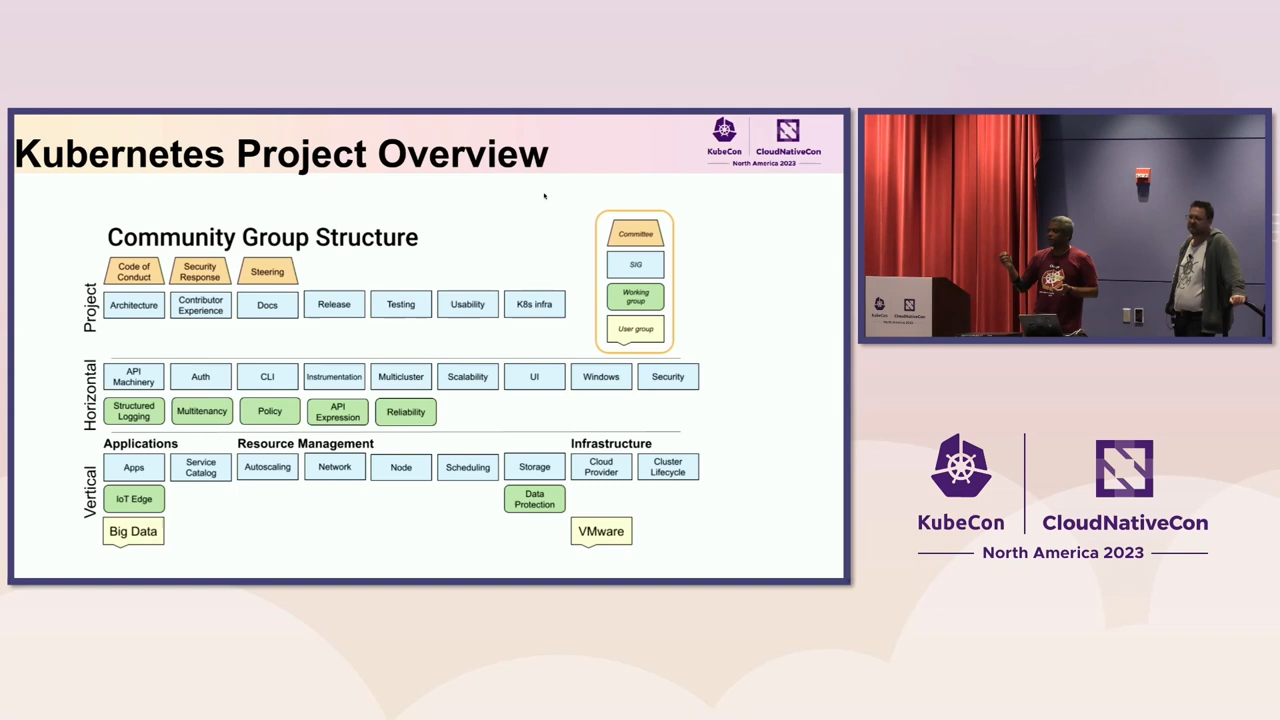 Kubernetes Project Overview
KubeCon
CloudNativeCon
North America 2023
Community Group Structure
Committee
SIG
Working
group
User group
Project
Code of
Conduct
Security
Response
Steering
Architecture
Contributor
Experience
Docs
Release
Testing
Usability
K8s infra
Horizontal
API
Machinery
Auth
CLI
Instrumentation
Multicluster
Scalability
UI
Windows
Security
Structured
Logging
Multitenancy
Policy
API
Expression
Reliability
Vertical
Applications
Resource Management
Infrastructure
Apps
Service
Catalog
Autoscaling
Network
Node
Scheduling
Storage
Cloud
Provider
Cluster
Lifecycle
IoT Edge
Data
Protection
Big Data
VMware
KubeCon
CloudNativeCon
KubeCon
CloudNativeCon
North America 2023